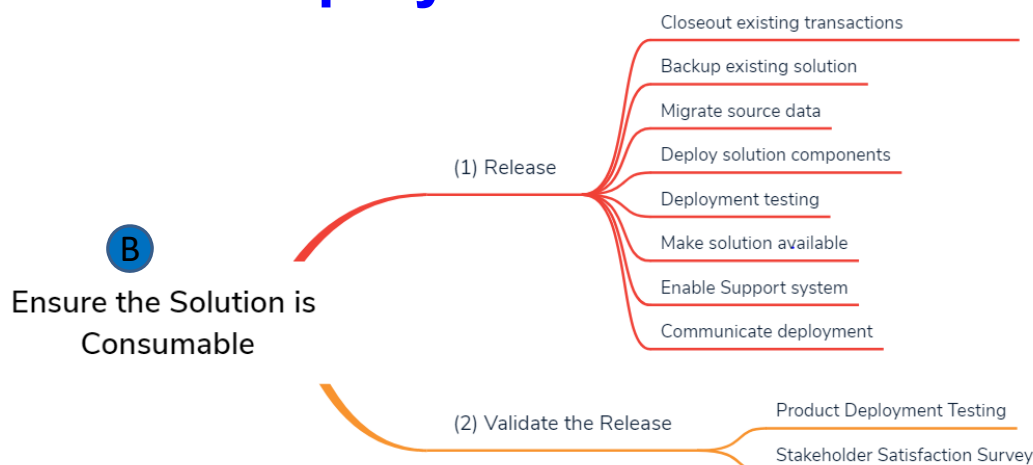 Closeout existing transactions
Backup existing solution
Migrate source data
(1) Release
Deploy solution components
Deployment testing
Make solution available
B
Enable Support system
Ensure the Solution is
Consumable
Communicate deployment
(2) Validate the Release
Product Deployment Testing
Stakeholder Satisfaction Survey